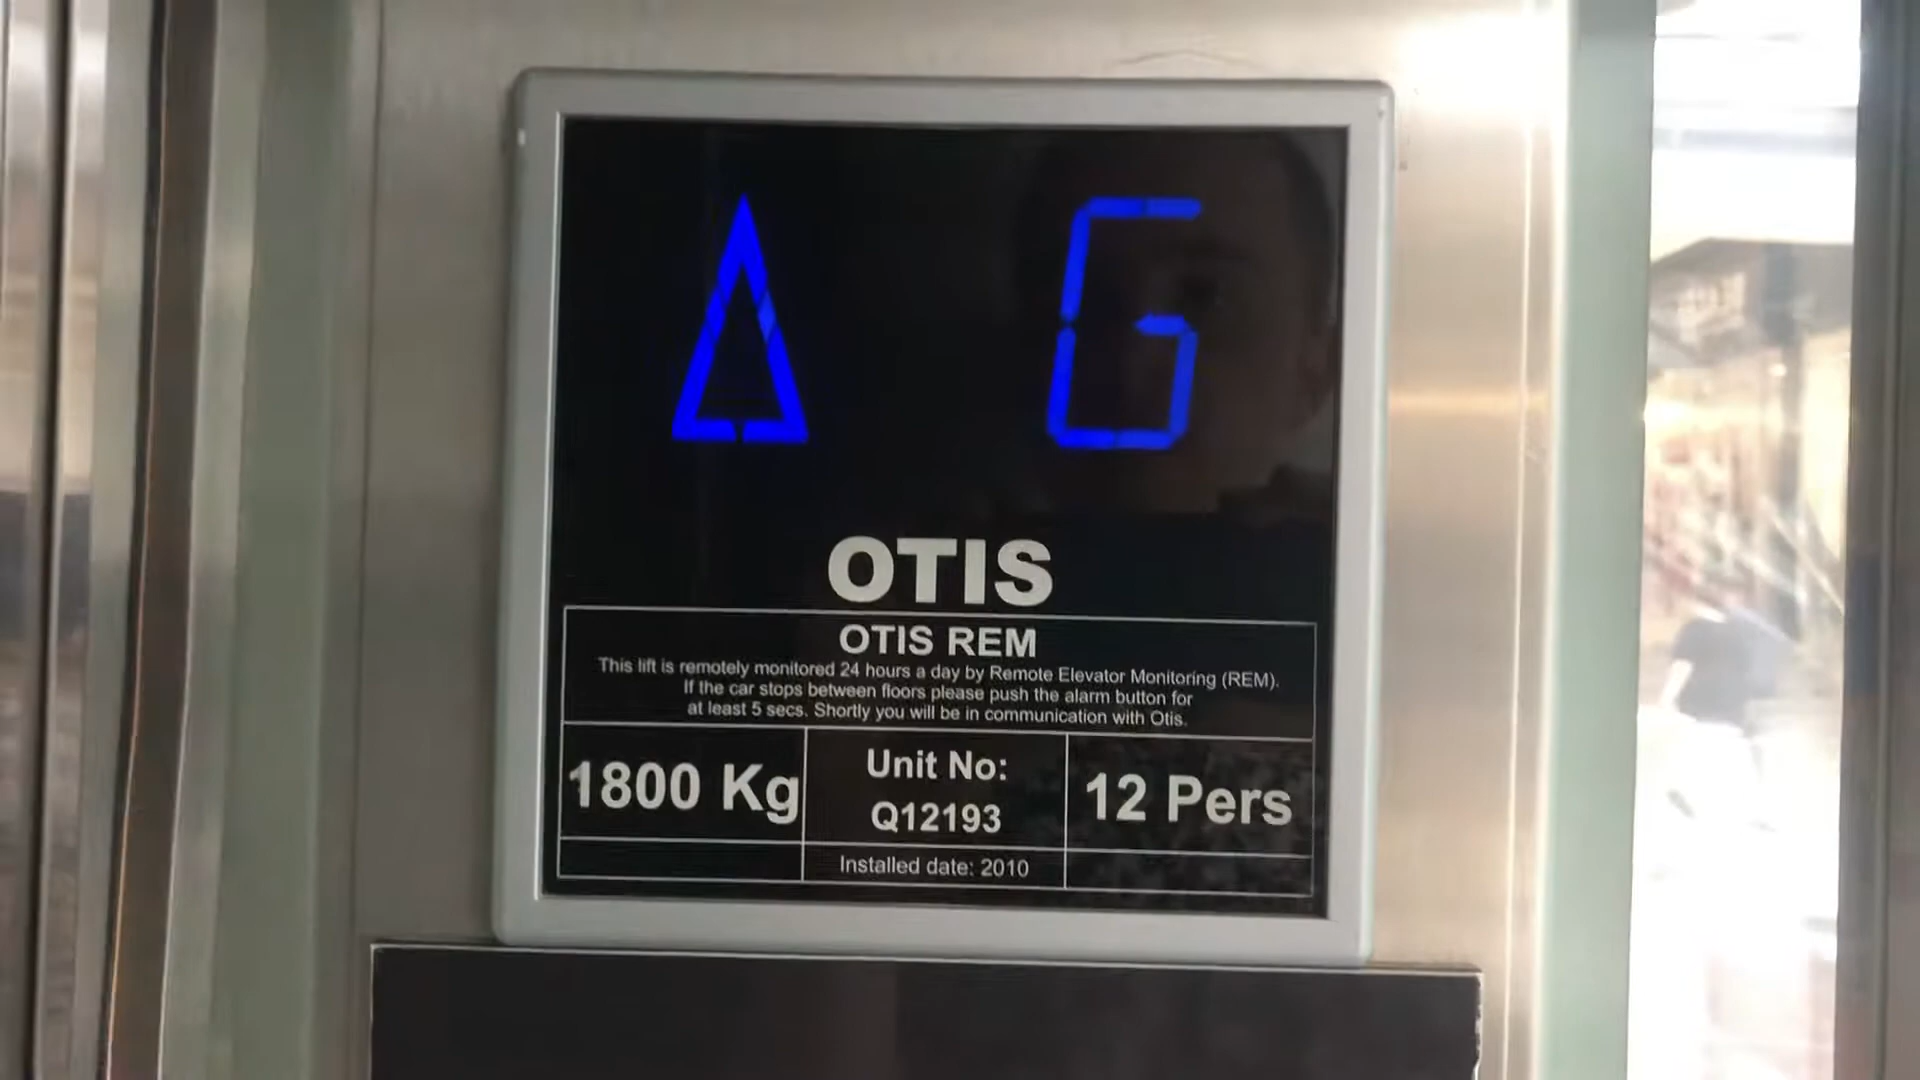 G
OTIS
OTIS REM
This lift is remotely monitored 24 hours a day by Remote Elevator Monitoring (REM).
If the car stops between floors please push the alarm button for
at least 5 secs. Shortly you will be in communication with Otis.
1800 Kg
Unit No:
Q12193
12 Pers
Installed date: 2010